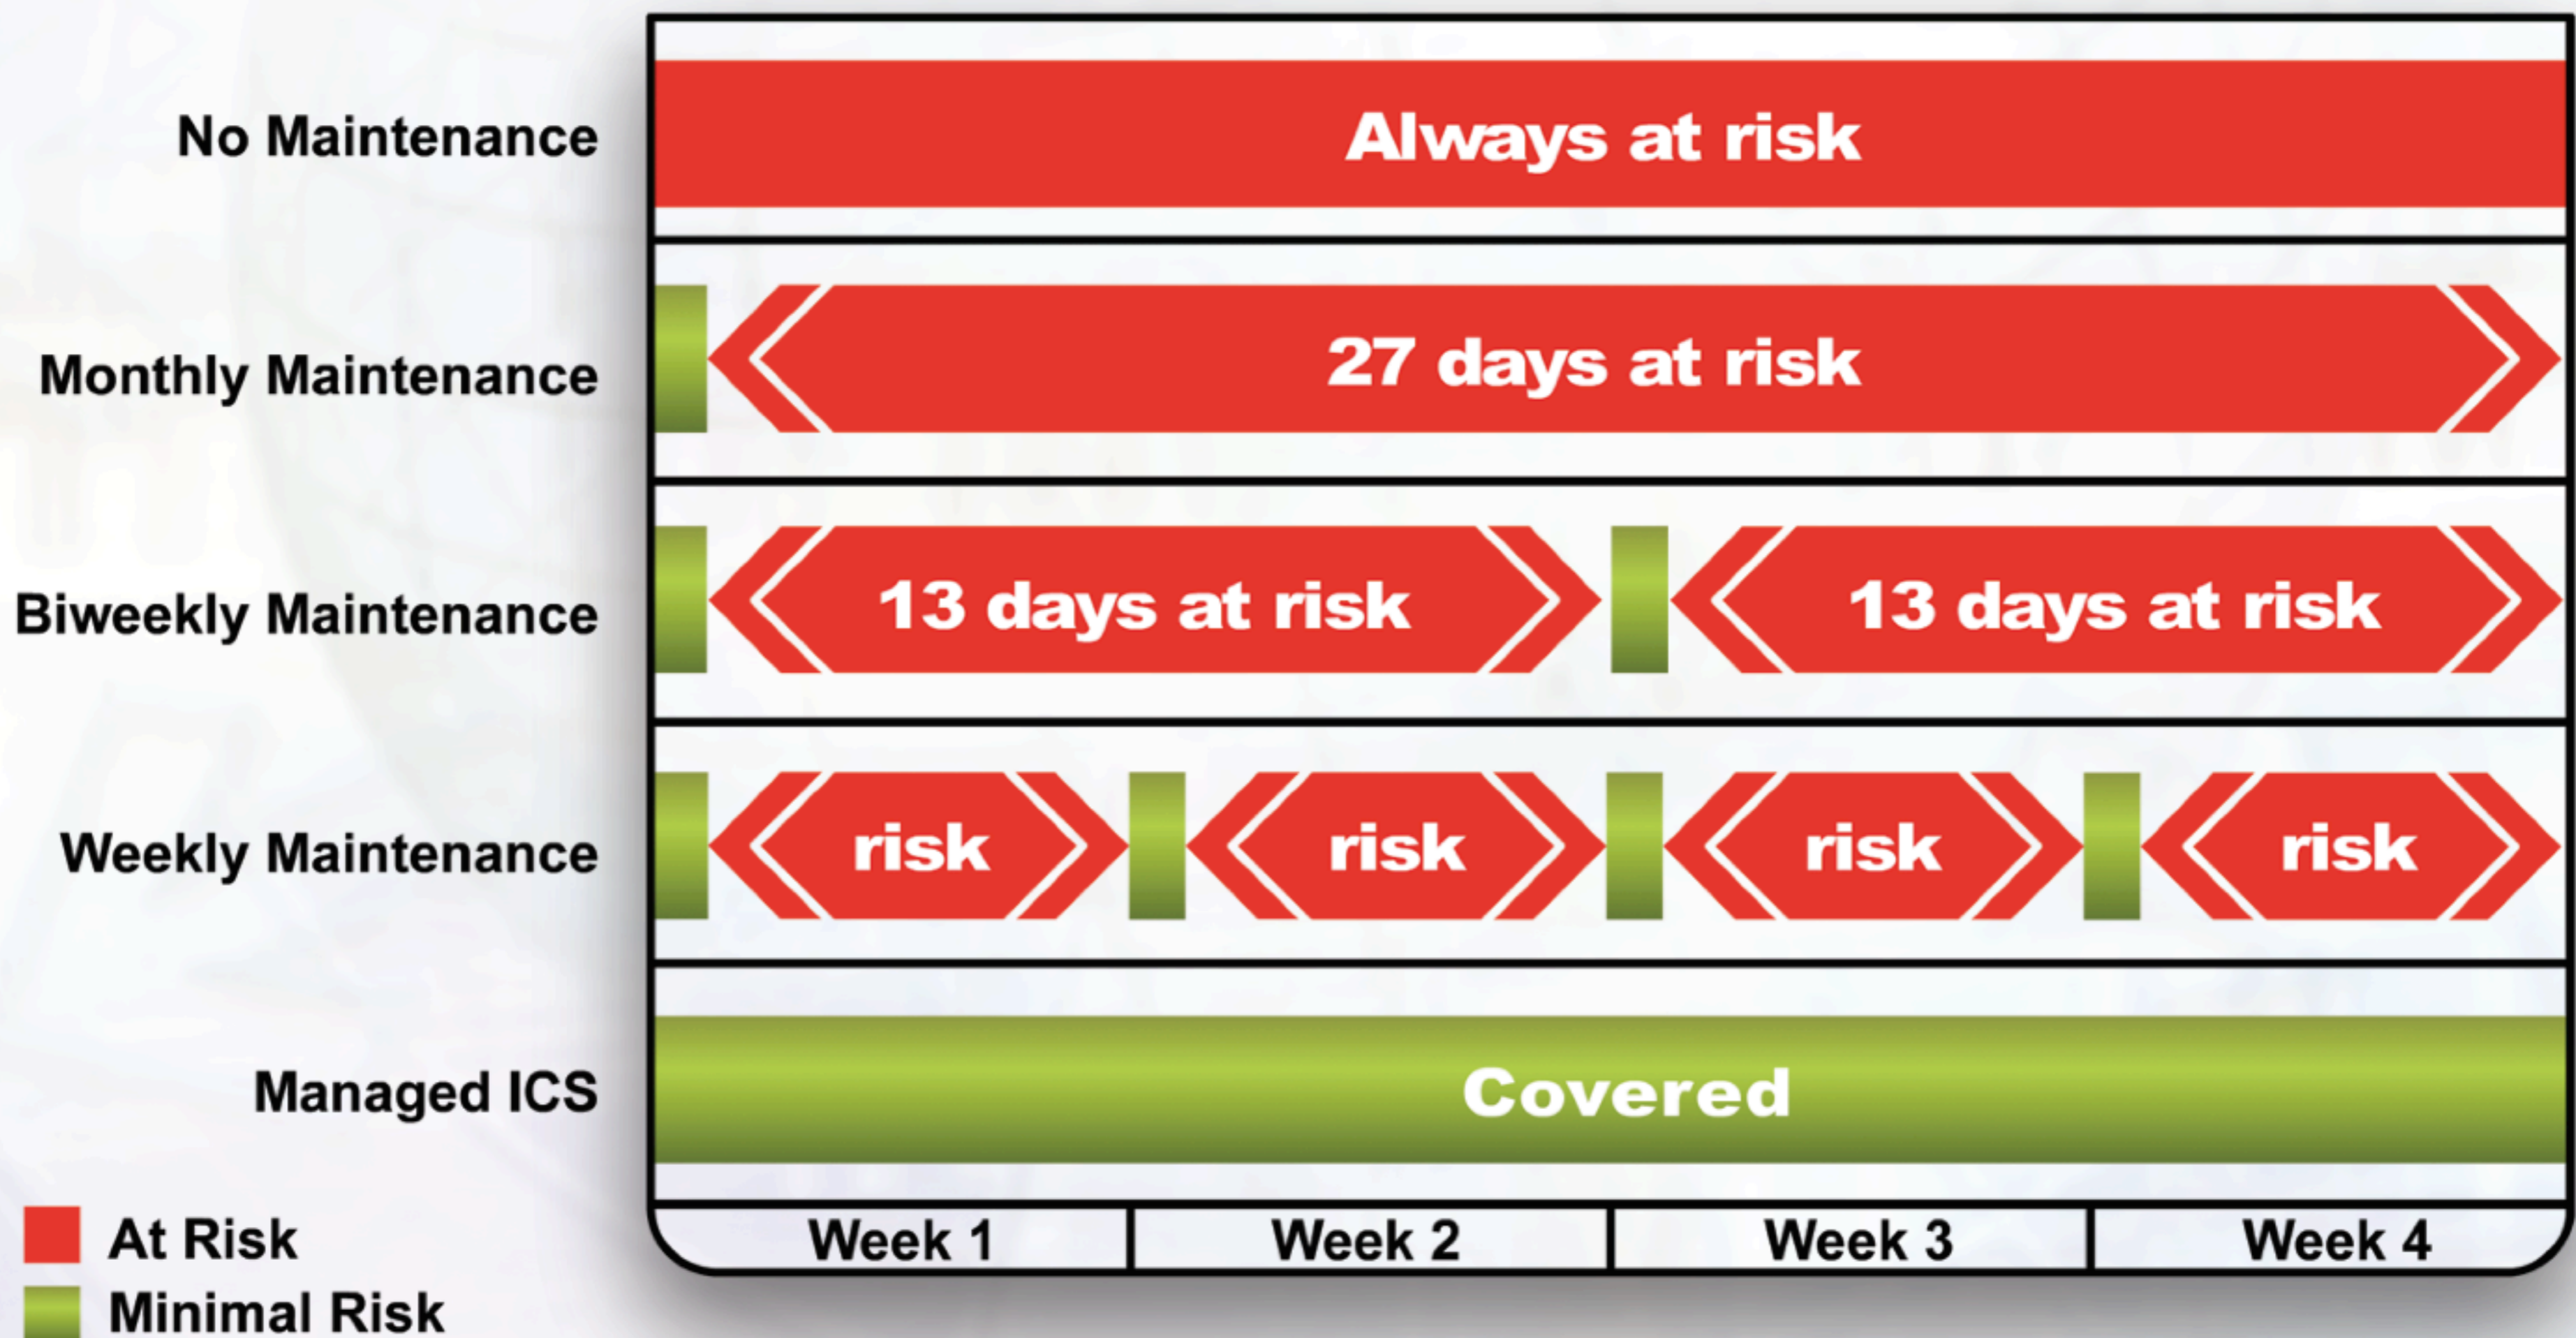 No Maintenance
Always at risk
Monthly Maintenance
27 days at risk
Biweekly Maintenance
13 days at risk
13 days at risk
Weekly Maintenance
risk
risk
risk
risk
Managed ICS
Covered
Week 1
Week 2
Week 3
Week 4
At Risk
Minimal Risk